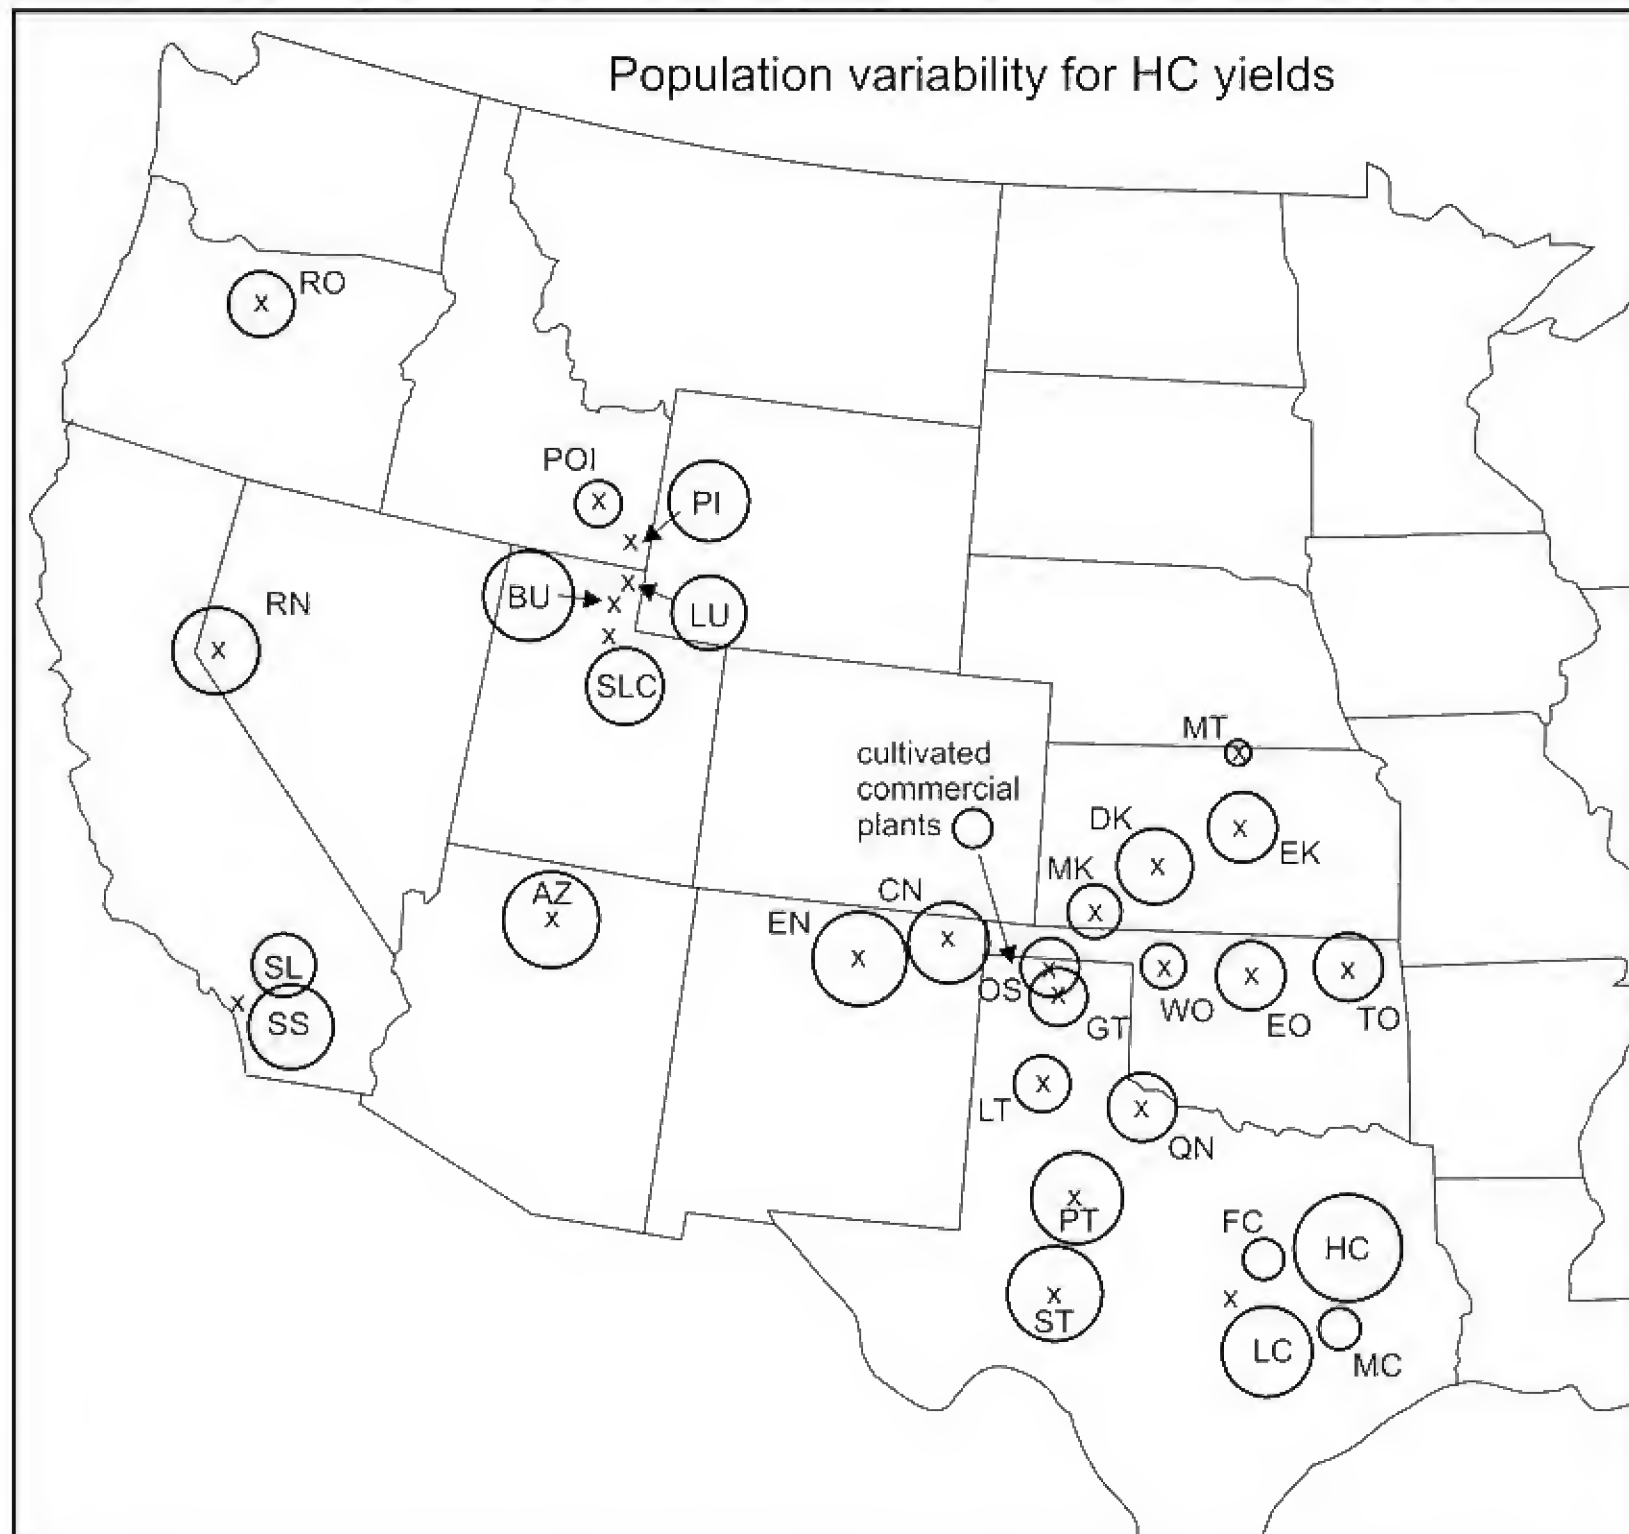 Population variability for HC yields
RO
POI
PI
BU
LU
RN
SLC
MT
cultivated
commercial
plants
DK
EK
MK
AZ
CN
EN
SL
OS
WO
SS
GT
EO
TO
LT
QN
PT
FC
HC
ST
LC
MC